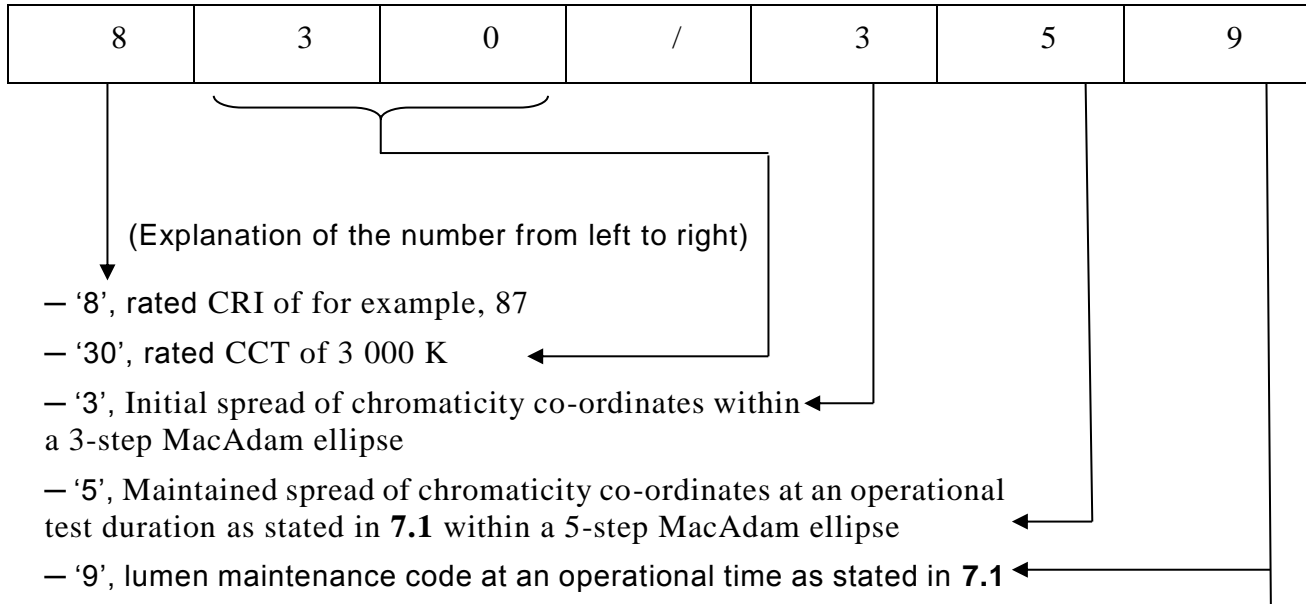 8 3 0 / 3 5 9
(Explanation of the number from left to right)
– ‘8’, rated CRI of for example, 87
– ‘30’, rated CCT of 3 000 K
– ‘3’, Initial spread of chromaticity co-ordinates within
a 3-step MacAdam ellipse
– ‘5’, Maintained spread of chromaticity co-ordinates at an operational
test duration as stated in 7.1 within a 5-step MacAdam ellipse
– ‘9’, lumen maintenance code at an operational time as stated in 7.1